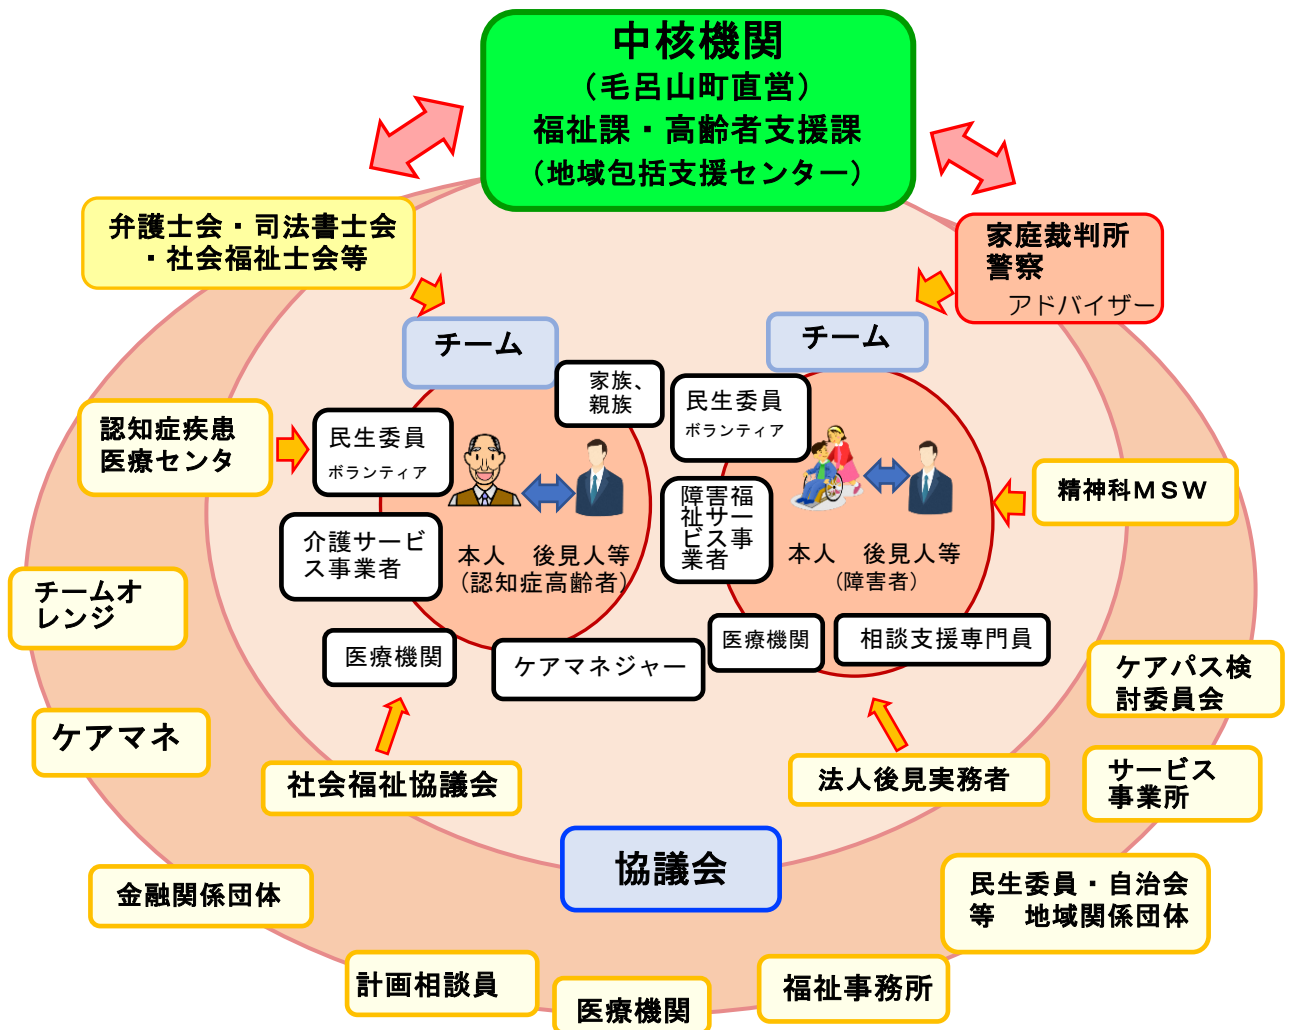 中核機関
（毛呂山町直営）
福祉課・高齢者支援課
（地域包括支援センター）
弁護士会・司法書士会
・社会福祉士会等
家庭裁判所
警察
アドバイザー
チーム
チーム
家族、
親族
民生委員
ボランティア
民生委員
ボランティア
認知症疾患
医療センタ
精神科ＭＳＷ
介護サービ
ス事業者
障害福
祉サー
ビス事
業者
本人　後見人等
（認知症高齢者）
本人　後見人等
（障害者）
チームオ
レンジ
医療機関
ケアマネジャー
医療機関
相談支援専門員
ケアパス検
討委員会
ケアマネ
社会福祉協議会
法人後見実務者
サービス
事業所
協議会
金融関係団体
民生委員・自治会
等　地域関係団体
計画相談員
医療機関
福祉事務所